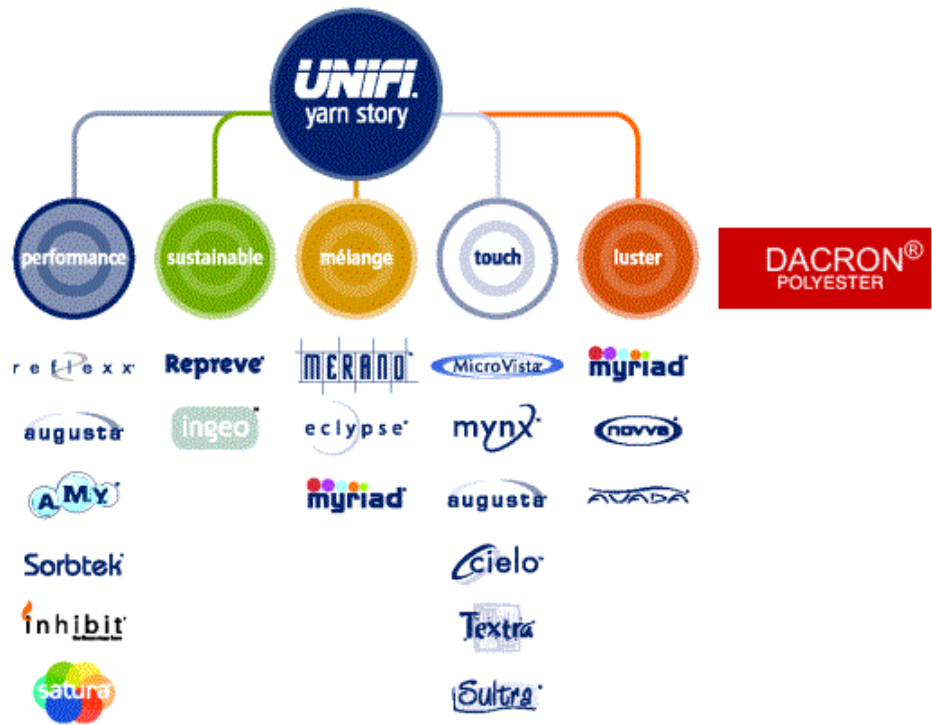 UNIFI.
yarn story
performance
sustainable
mélange
touch
luster
DACRON®
POLYESTER
reflexx
Repreve
MERANO
MicroVista
myriad
augusta
ingeo
eclypse
mynx
novva
A.M.Y.
myriad
augusta
AVADA
Sorbtek
cielo
inhibit
Textra
satura
Sultra